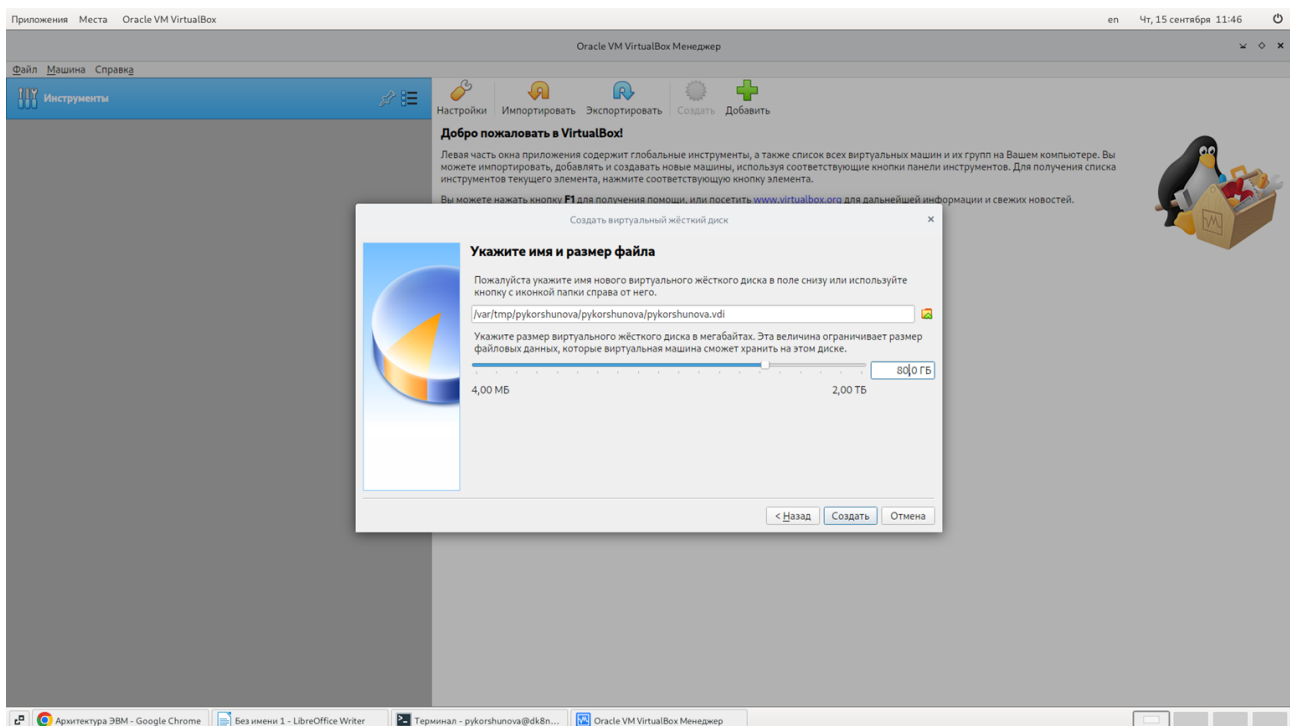 Приложения Места Oracle VM VirtualBox en Чт, 15 сентября 11:46
Oracle VM VirtualBox Менеджер
Файл Машина Справка
Инструменты
Настройки Импортировать Экспортировать Создать Добавить
Добро пожаловать в VirtualBox!
Левая часть окна приложения содержит глобальные инструменты, а также список всех виртуальных машин и их групп на Вашем компьютере. Вы
можете импортировать, добавлять и создавать новые машины, используя соответствующие кнопки панели инструментов. Для получения списка
инструментов текущего элемента, нажмите соответствующую кнопку элемента.
Вы можете нажать кнопку F1 для получения помощи, или посетить www.virtualbox.org для дальнейшей информации и свежих новостей.
Создать виртуальный жёсткий диск
Укажите имя и размер файла
Пожалуйста укажите имя нового виртуального жёсткого диска в поле снизу или используйте
кнопку с иконкой папки справа от него.
/var/tmp/pykorshunova/pykorshunova/pykorshunova.vdi
Укажите размер виртуального жёсткого диска в мегабайтах. Эта величина ограничивает размер
файловых данных, которые виртуальная машина сможет хранить на этом диске.
80,0 ГБ
4,00 МБ 2,00 ТБ
< Назад Создать Отмена
Архитектура ЭВМ - Google Chrome Без имени 1 - LibreOffice Writer Терминал - pykorshunova@dk8n... Oracle VM VirtualBox Менеджер